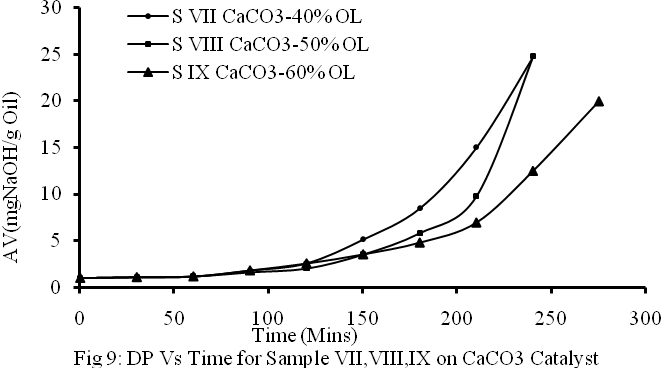 30
25
20
15
10
5
0
AV(mgNaOH/g Oil)
S VII CaCO3-40% OL
S VIII CaCO3-50% OL
S IX CaCO3-60% OL
0 50 100 150 200 250 300
Time (Mins)
Fig 9: DP Vs Time for Sample VII,VIII,IX on CaCO3 Catalyst